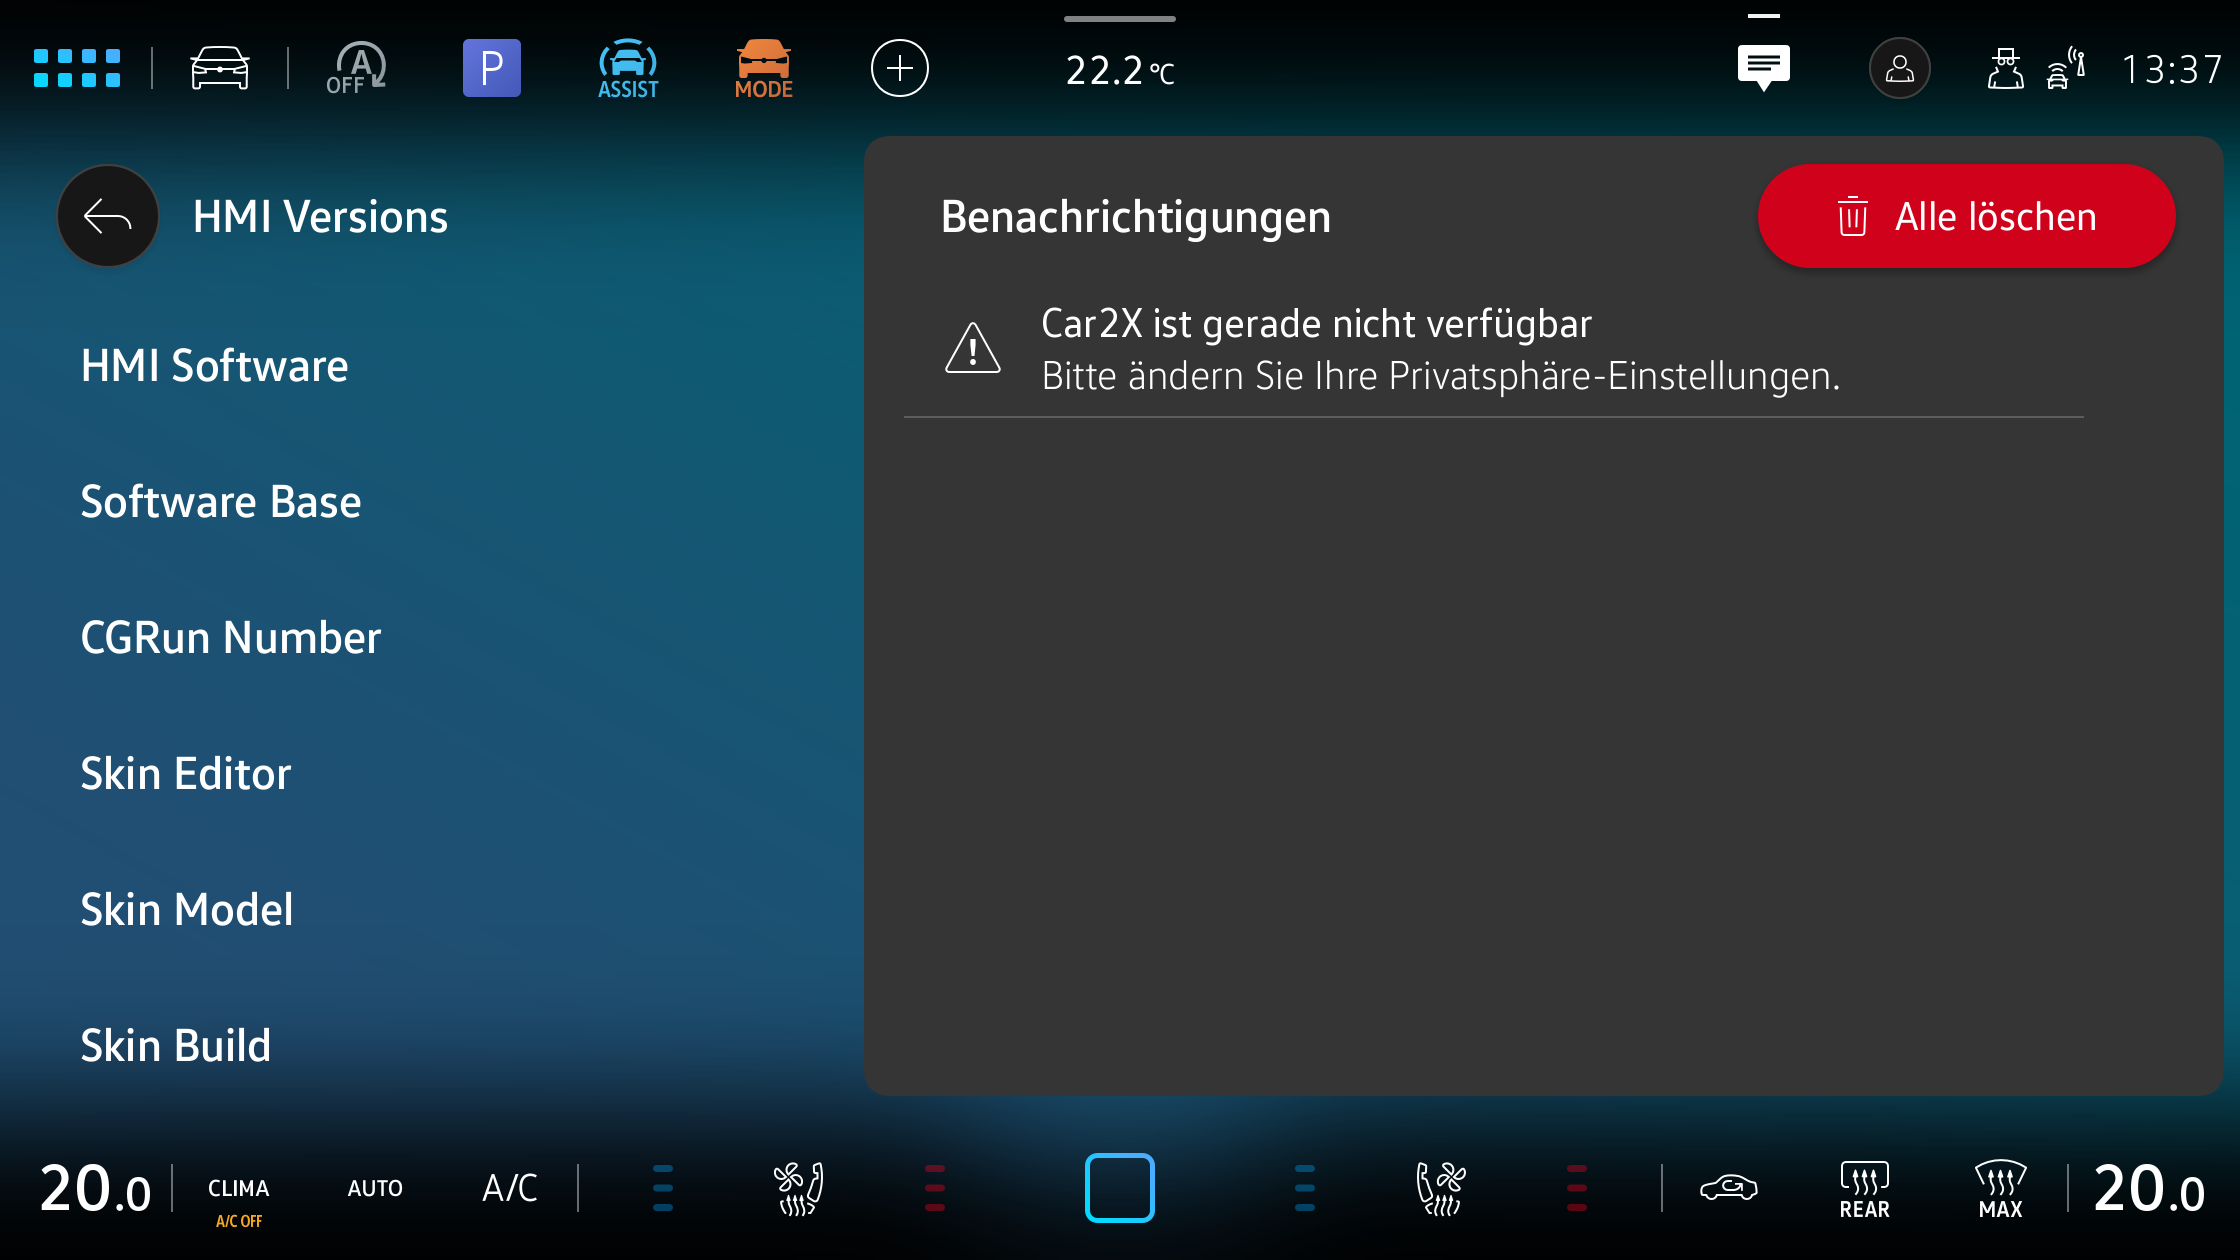 A
OFF
P
ASSIST
MODE
22.2 °C
13:37
HMI Versions
HMI Software
Software Base
CGRun Number
Skin Editor
Skin Model
Skin Build
Benachrichtigungen
Alle löschen
Car2X ist gerade nicht verfügbar
Bitte ändern Sie Ihre Privatsphäre-Einstellungen.
20.0
CLIMA
A/C OFF
AUTO
A/C
REAR
MAX
20.0